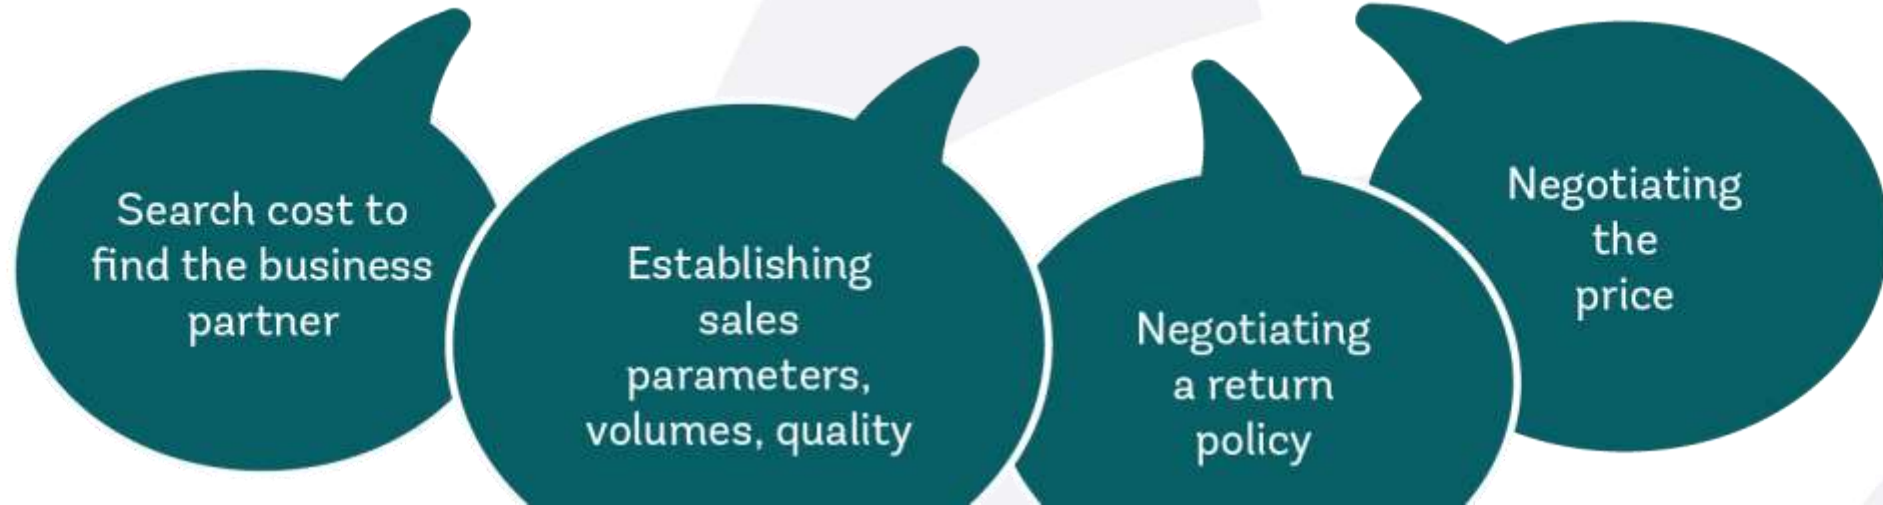 Search cost to
find the business
partner
Establishing
sales
parameters,
volumes, quality
Negotiating
a return
policy
Negotiating
the
price